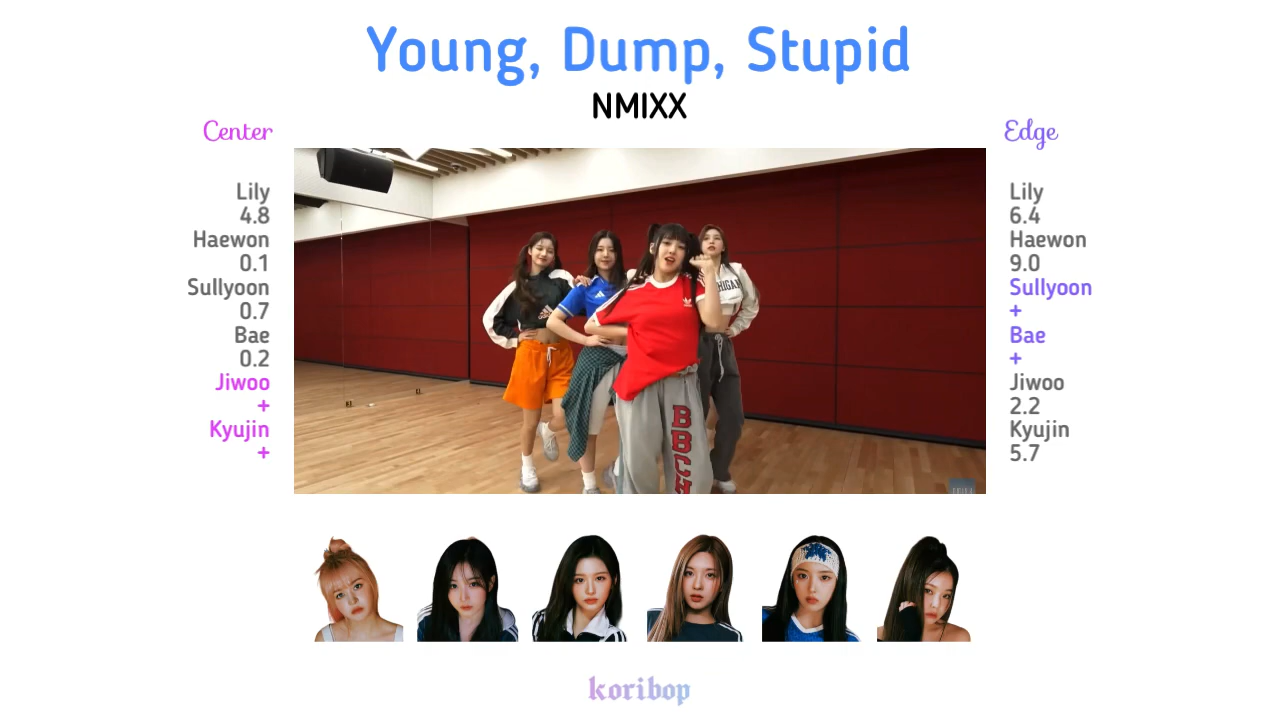 Young, Dump, Stupid
NMIXX
Center
Lily
4.8
Haewon
0.1
Sullyoon
0.7
Bae
0.2
Jiwoo
+
Kyujin
+
Edge
Lily
6.4
Haewon
9.0
Sullyoon
+
Bae
+
Jiwoo
2.2
Kyujin
5.7
BBCH
koribop